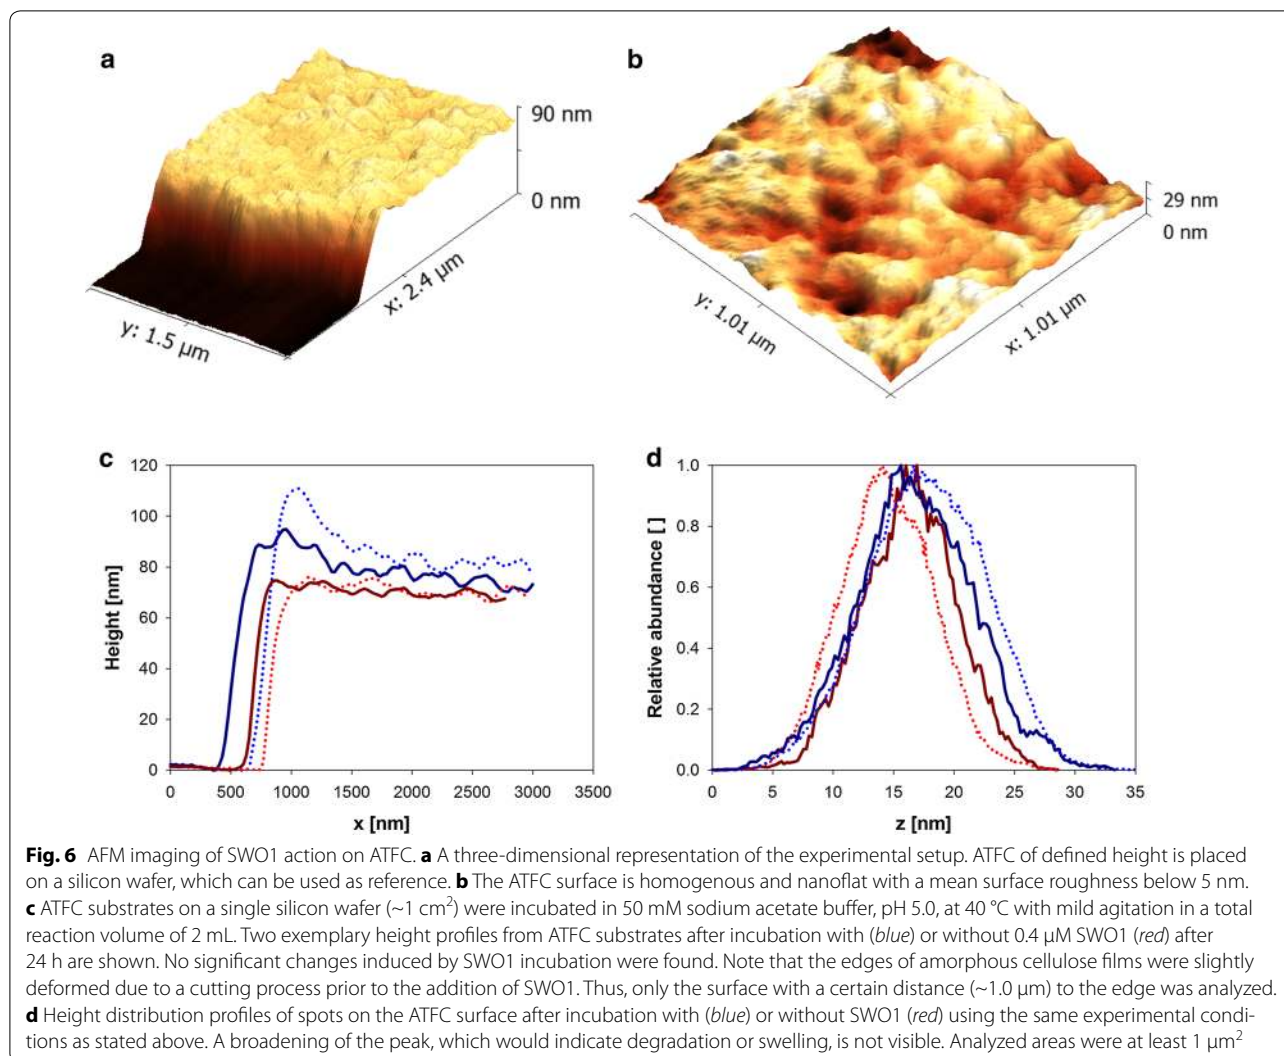 a
90 nm
0 nm
x: 2.4 µm
y: 1.5 µm
b
29 nm
0 nm
y: 1.01 µm
x: 1.01 µm
c
120
100
80
60
40
20
0
Height [nm]
0 500 1000 1500 2000 2500 3000 3500
x [nm]
d
1.0
0.8
0.6
0.4
0.2
0.0
Relative abundance [ ]
0 5 10 15 20 25 30 35
z [nm]
Fig. 6 AFM imaging of SWO1 action on ATFC. a A three-dimensional representation of the experimental setup. ATFC of defined height is placed
on a silicon wafer, which can be used as reference. b The ATFC surface is homogenous and nanoflat with a mean surface roughness below 5 nm.
c ATFC substrates on a single silicon wafer (~1 cm²) were incubated in 50 mM sodium acetate buffer, pH 5.0, at 40 °C with mild agitation in a total
reaction volume of 2 mL. Two exemplary height profiles from ATFC substrates after incubation with (blue) or without 0.4 µM SWO1 (red) after
24 h are shown. No significant changes induced by SWO1 incubation were found. Note that the edges of amorphous cellulose films were slightly
deformed due to a cutting process prior to the addition of SWO1. Thus, only the surface with a certain distance (~1.0 µm) to the edge was analyzed.
d Height distribution profiles of spots on the ATFC surface after incubation with (blue) or without SWO1 (red) using the same experimental condi-
tions as stated above. A broadening of the peak, which would indicate degradation or swelling, is not visible. Analyzed areas were at least 1 µm²